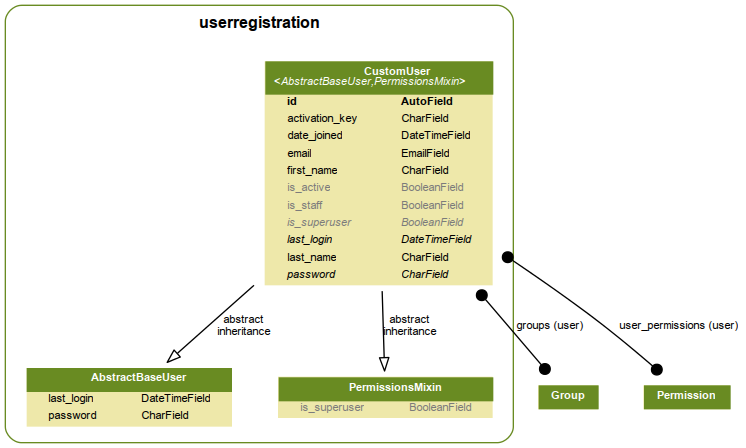 userregistration
CustomUser
<AbstractBaseUser,PermissionsMixin>
id AutoField
activation_key CharField
date_joined DateTimeField
email EmailField
first_name CharField
is_active BooleanField
is_staff BooleanField
is_superuser BooleanField
last_login DateTimeField
last_name CharField
password CharField
abstract
inheritance
abstract
inheritance
groups (user)
user_permissions (user)
AbstractBaseUser
last_login DateTimeField
password CharField
PermissionsMixin
is_superuser BooleanField
Group
Permission